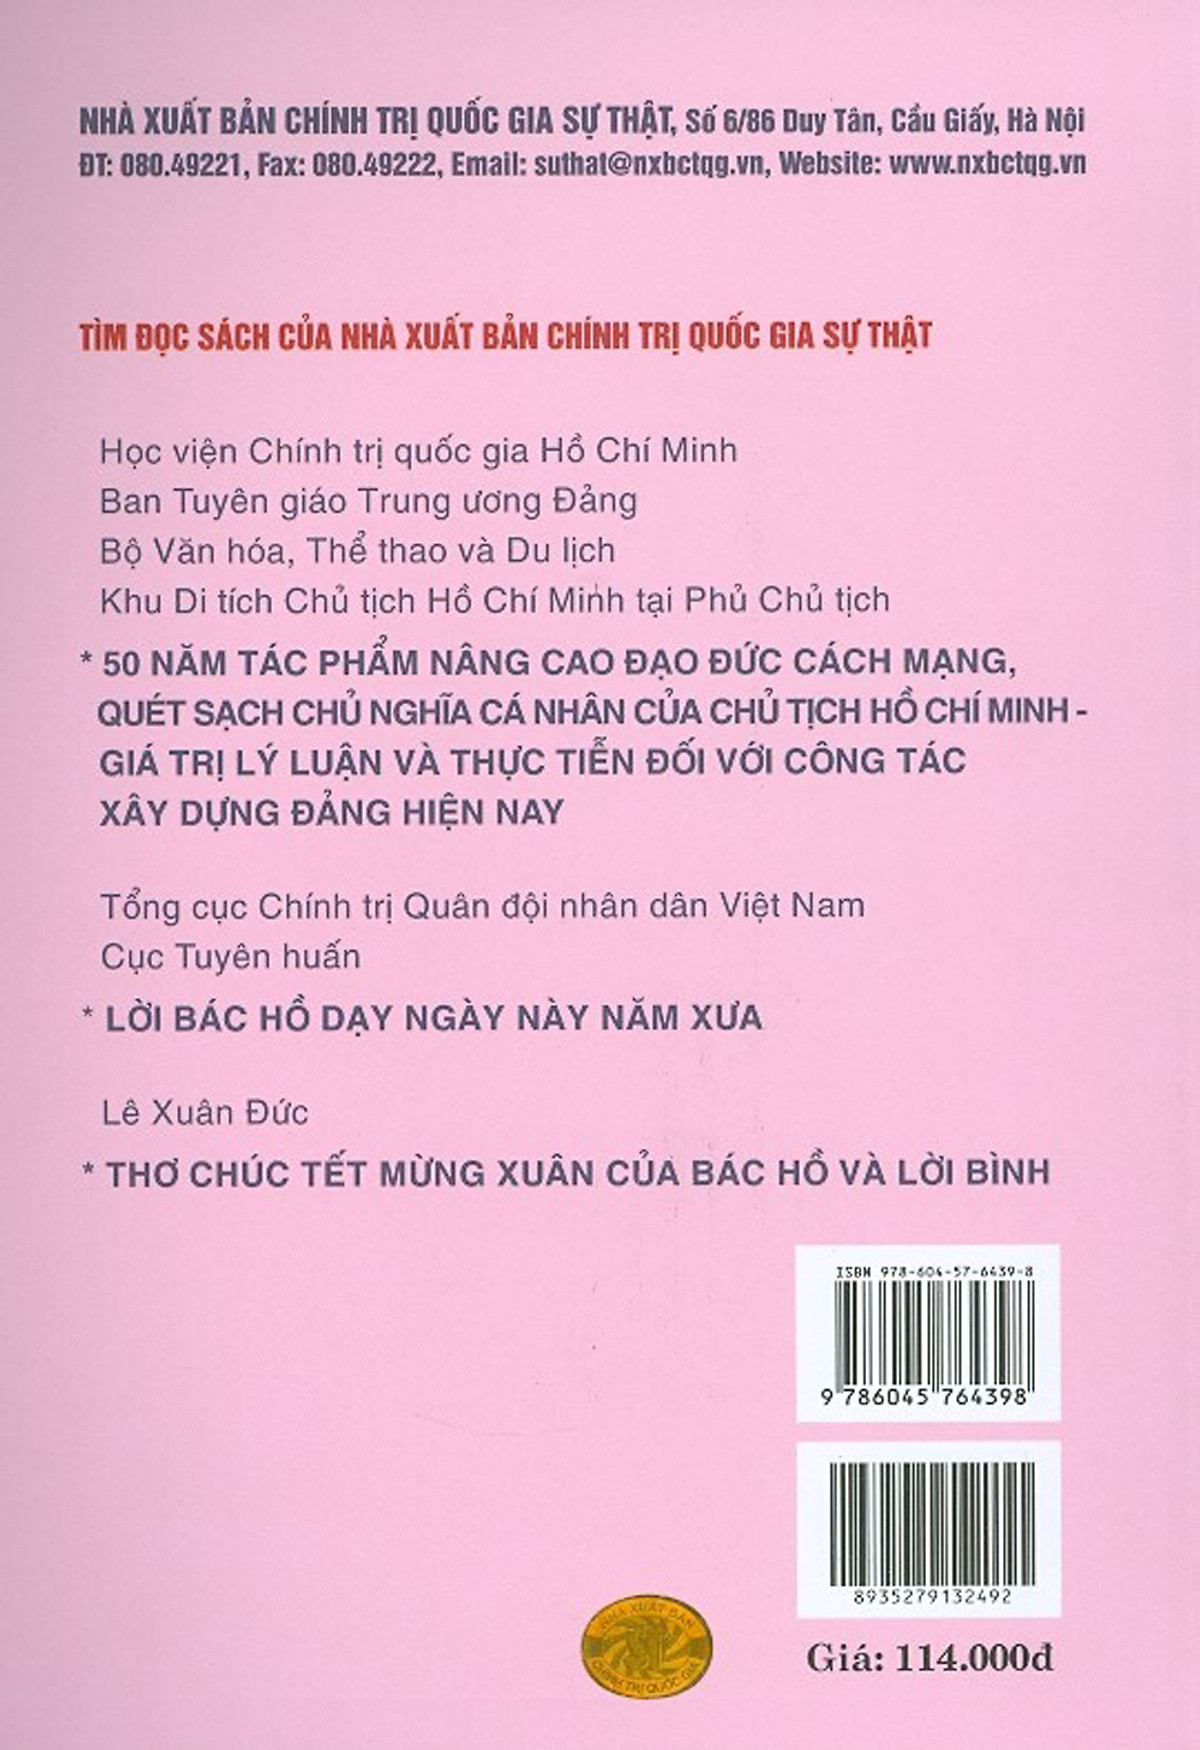 NHÀ XUẤT BẢN CHÍNH TRỊ QUỐC GIA SỰ THẬT, Số 6/86 Duy Tân, Cầu Giấy, Hà Nội
ĐT: 080.49221, Fax: 080.49222, Email: suthat@nxbctqg.vn, Website: www.nxbctqg.vn
TÌM ĐỌC SÁCH CỦA NHÀ XUẤT BẢN CHÍNH TRỊ QUỐC GIA SỰ THẬT
Học viện Chính trị quốc gia Hồ Chí Minh
Ban Tuyên giáo Trung ương Đảng
Bộ Văn hóa, Thể thao và Du lịch
Khu Di tích Chủ tịch Hồ Chí Minh tại Phủ Chủ tịch
* 50 NĂM TÁC PHẨM NÂNG CAO ĐẠO ĐỨC CÁCH MẠNG,
QUÉT SẠCH CHỦ NGHĨA CÁ NHÂN CỦA CHỦ TỊCH HỒ CHÍ MINH -
GIÁ TRỊ LÝ LUẬN VÀ THỰC TIỄN ĐỐI VỚI CÔNG TÁC
XÂY DỰNG ĐẢNG HIỆN NAY
Tổng cục Chính trị Quân đội nhân dân Việt Nam
Cục Tuyên huấn
* LỜI BÁC HỒ DẠY NGÀY NÀY NĂM XƯA
Lê Xuân Đức
* THƠ CHÚC TẾT MỪNG XUÂN CỦA BÁC HỒ VÀ LỜI BÌNH
ISBN 978-604-57-6439-8
9 786045 764398
8935279132492
NHÀ XUẤT BẢN
CHÍNH TRỊ QUỐC GIA
Giá: 114.000đ